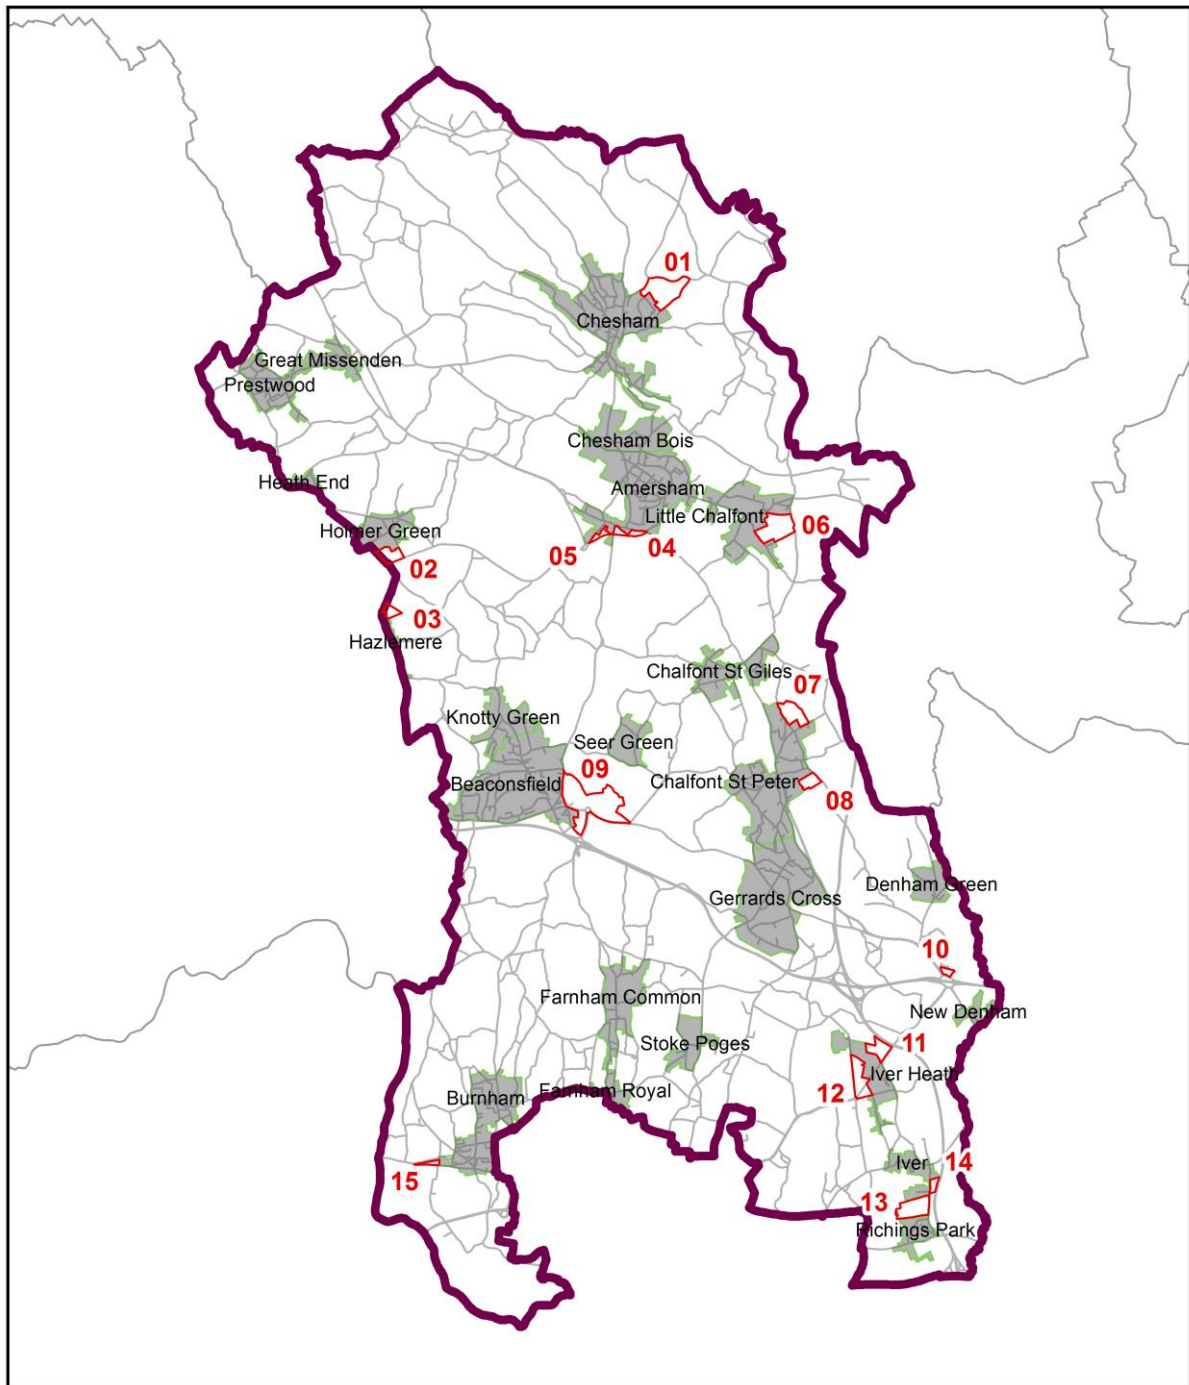 01
Chesham
Great Missenden
Prestwood
Chesham Bois
Heath End
Amersham
Little Chalfont
Holmer Green
06
05
04
02
03
Hazlemere
Chalfont St Giles
07
Knotty Green
Seer Green
09
Beaconsfield
Chalfont St Peter
08
Denham Green
Gerrards Cross
10
Farnham Common
New Denham
Stoke Poges
11
Iver Heath
12
Farnham Royal
Burnham
Iver
14
15
13
Richings Park